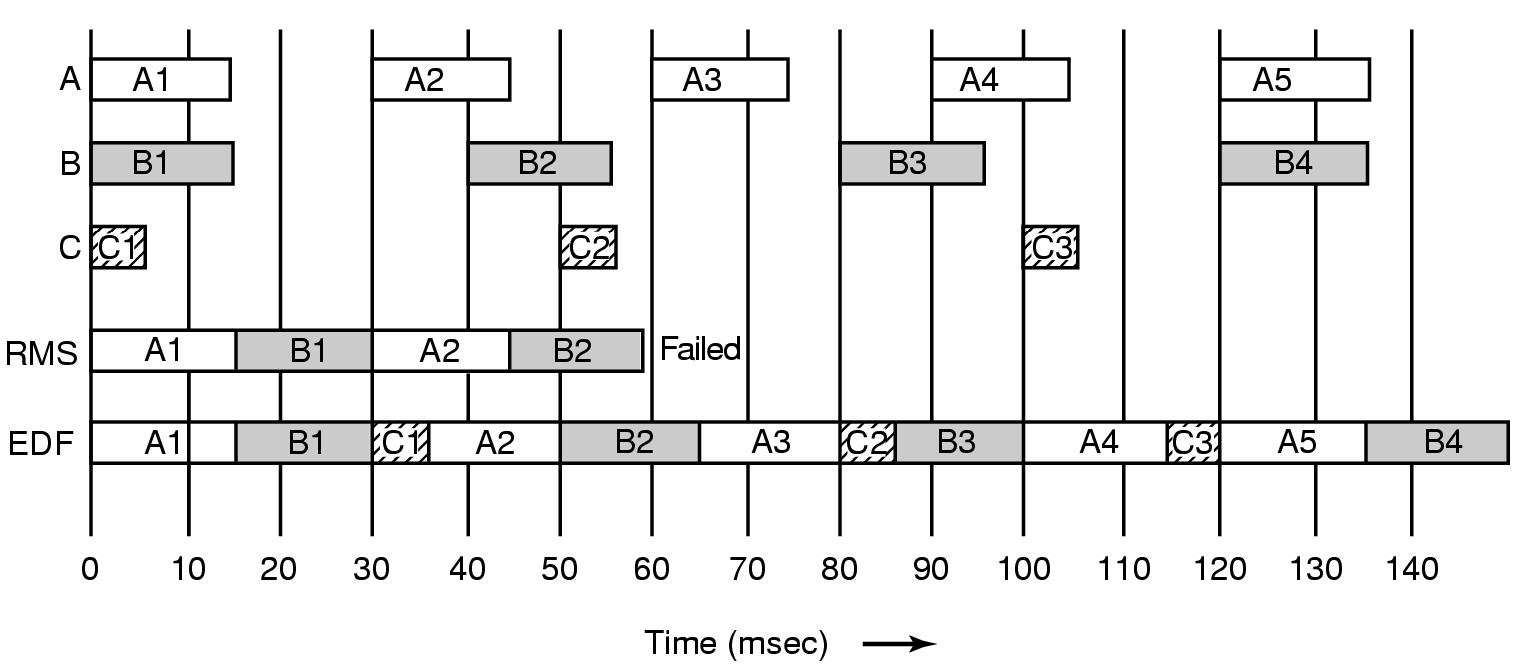 A A1 A2 A3 A4 A5
B B1 B2 B3 B4
C C1 C2 C3
RMS A1 B1 A2 B2 Failed
EDF A1 B1 C1 A2 B2 A3 C2 B3 A4 C3 A5 B4
0 10 20 30 40 50 60 70 80 90 100 110 120 130 140
Time (msec)